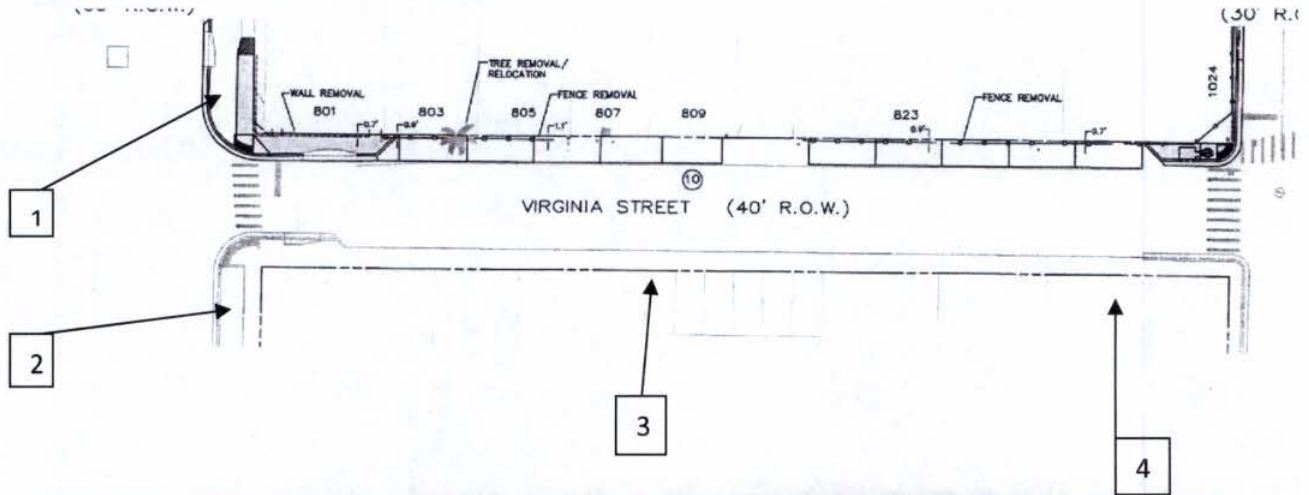 (30' R.
TREE REMOVAL/
RELOCATION
WALL REMOVAL
801
803
805
FENCE REMOVAL
807
809
823
FENCE REMOVAL
1024
0.7'
0.9'
1.1'
0.9'
0.7'
1
10
VIRGINIA STREET (40' R.O.W.)
2
3
4